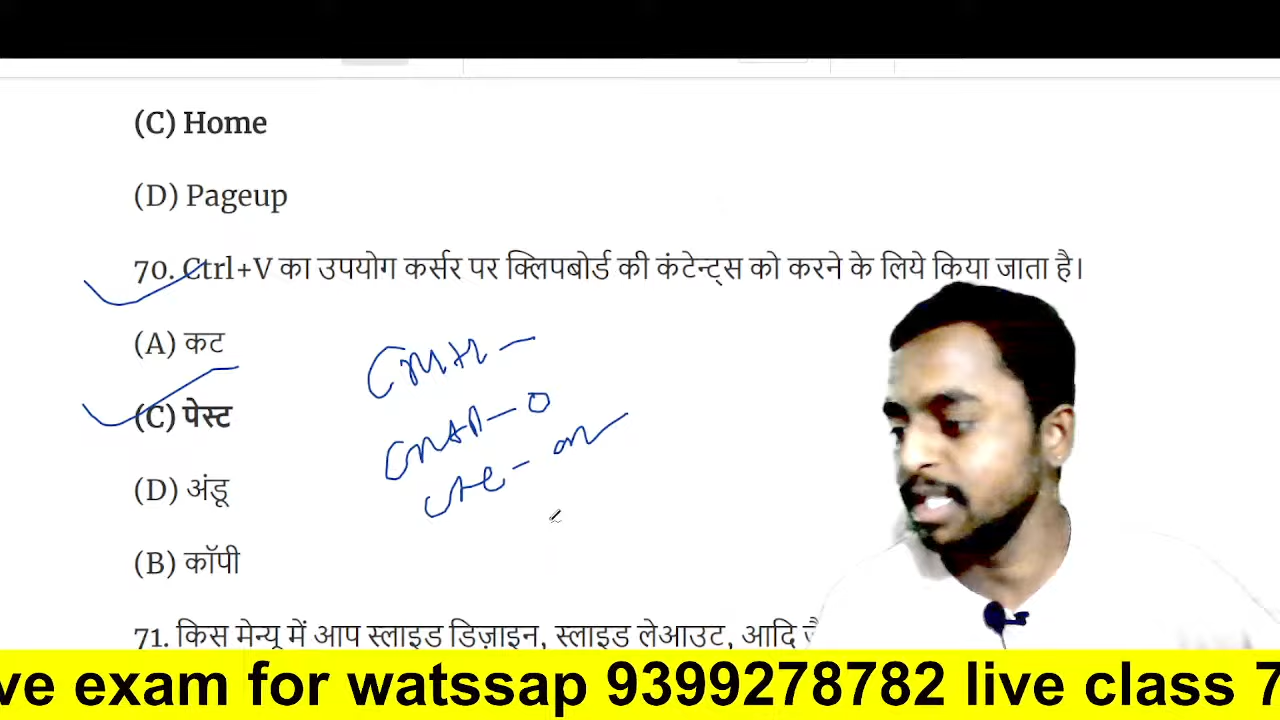 (C) Home
(D) Pageup
70. Ctrl+V का उपयोग कर्सर पर क्लिपबोर्ड की कंटेन्ट्स को करने के लिये किया जाता है।
(A) कट
(C) पेस्ट
(D) अंडू
(B) कॉपी
71. किस मेन्यू में आप स्लाइड डिज़ाइन, स्लाइड लेआउट, आदि
ve exam for watssap 9399278782 live class 7